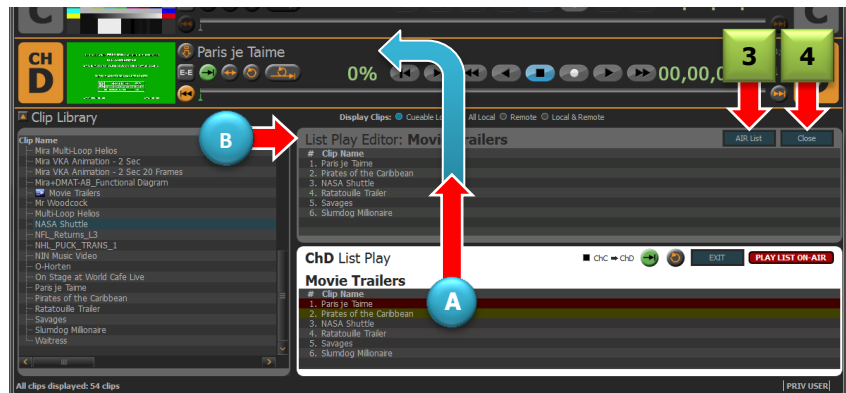 C
C
CH
D
Paris je Taime
E-E
0%
00,00,0
3
4
Clip Library
Display Clips: Cueable Lo All Local Remote Local & Remote
B
List Play Editor: Movie Trailers
AIR List
Close
Clip Name
Mira Multi-Loop Helios
Mira VKA Animation - 2 Sec
Mira VKA Animation - 2 Sec 20 Frames
Mira+DMAT-AB_Functional Diagram
Movie Trailers
Mr Woodcock
Multi-Loop Helios
NASA Shuttle
NFL_Returns_L3
NHL_PUCK_TRANS_1
NIN Music Video
O-Horten
On Stage at World Cafe Live
Paris je Taime
Pirates of the Caribbean
Ratatouille Trailer
Savages
Slumdog Millionaire
Waitress
# Clip Name
1. Paris je Taime
2. Pirates of the Caribbean
3. NASA Shuttle
4. Ratatouille Trailer
5. Savages
6. Slumdog Millionaire
ChD List Play
ChC ChD
EXIT
PLAY LIST ON-AIR
Movie Trailers
A
# Clip Name
1. Paris je Taime
2. Pirates of the Caribbean
3. NASA Shuttle
4. Ratatouille Trailer
5. Savages
6. Slumdog Millionaire
All clips displayed: 54 clips
PRIV USER